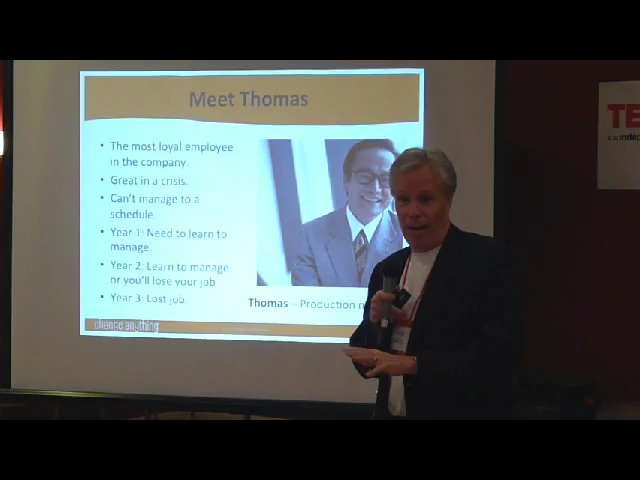 Meet Thomas
• The most loyal employee
in the company.
• Great in a crisis.
• Can't manage to a
schedule.
• Year 1: Need to learn to
manage.
• Year 2: Learn to manage
or you'll lose your job
• Year 3: Lost job.
Thomas – Production
change anything
TE